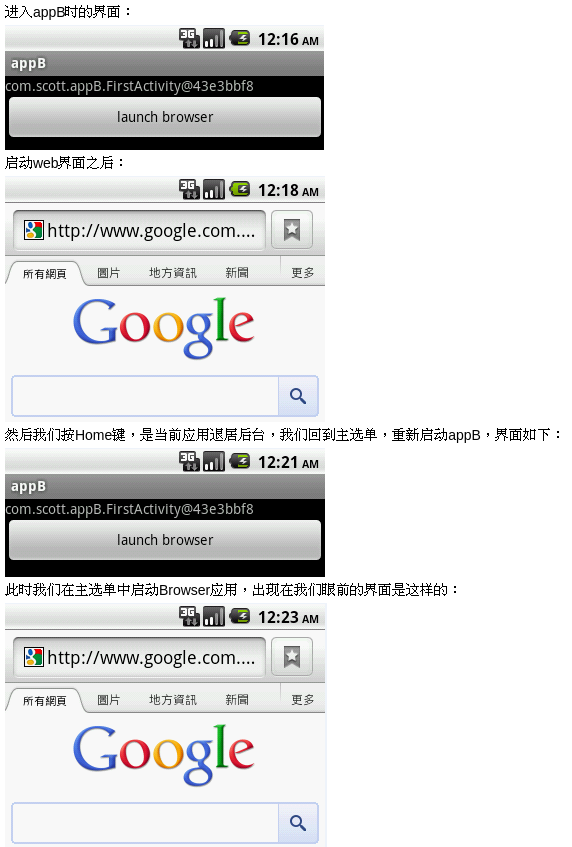 进入appB时的界面：
3G 12:16 AM
appB
com.scott.appB.FirstActivity@43e3bbf8
launch browser
启动web界面之后：
3G 12:18 AM
http://www.google.com....
所有網頁 圖片 地方資訊 新聞 更多
Google
然后我们按Home键，是当前应用退居后台，我们回到主选单，重新启动appB，界面如下：
3G 12:21 AM
appB
com.scott.appB.FirstActivity@43e3bbf8
launch browser
此时我们在主选单中启动Browser应用，出现在我们眼前的界面是这样的：
3G 12:23 AM
http://www.google.com....
所有網頁 圖片 地方資訊 新聞 更多
Google